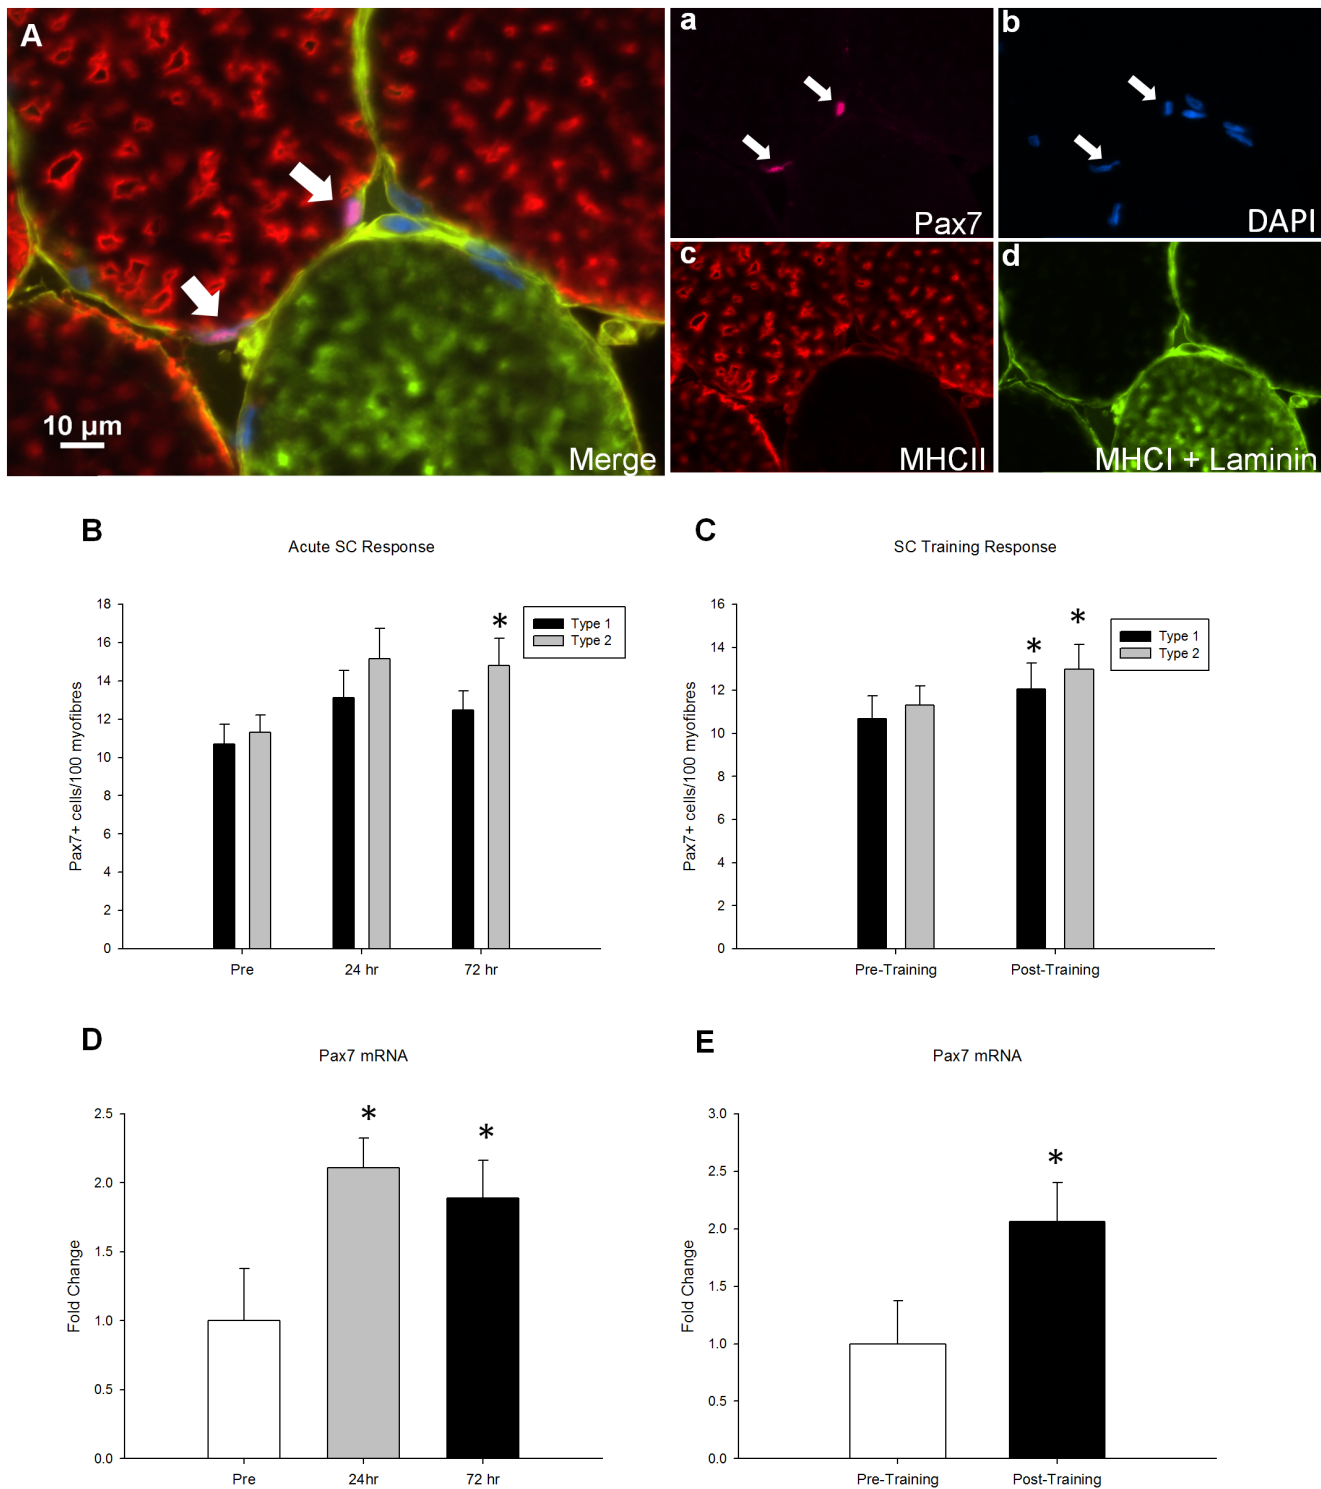 A
10 µm
Merge
a
Pax7
b
DAPI
c
MHCII
d
MHCI + Laminin
B
Acute SC Response
18
16
14
12
10
8
6
4
2
0
Pax7+ cells/100 myofibres
*
Type 1
Type 2
Pre
24 hr
72 hr
C
SC Training Response
16
14
12
10
8
6
4
2
0
Pax7+ cells/100 myofibres
*
*
Type 1
Type 2
Pre-Training
Post-Training
D
Pax7 mRNA
2.5
2.0
1.5
1.0
0.5
0.0
Fold Change
*
*
Pre
24hr
72 hr
E
Pax7 mRNA
3.0
2.5
2.0
1.5
1.0
0.5
0.0
Fold Change
*
Pre-Training
Post-Training